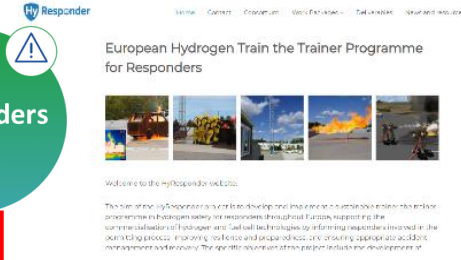 HyResponder
Home Contact Consortium Work Packages Deliverables News and resource
ders
European Hydrogen Train the Trainer Programme
for Responders
Welcome to the HyResponder website.
The aim of the HyResponder project is to develop and implement a sustainable trainer the trainer
programme in hydrogen safety for responders throughout Europe, supporting the
commercialisation of hydrogen and fuel cell technologies by informing responders involved in the
permitting process, improving resilience and preparedness, and ensuring appropriate accident
management and recovery. The specific objectives of the project include the development of